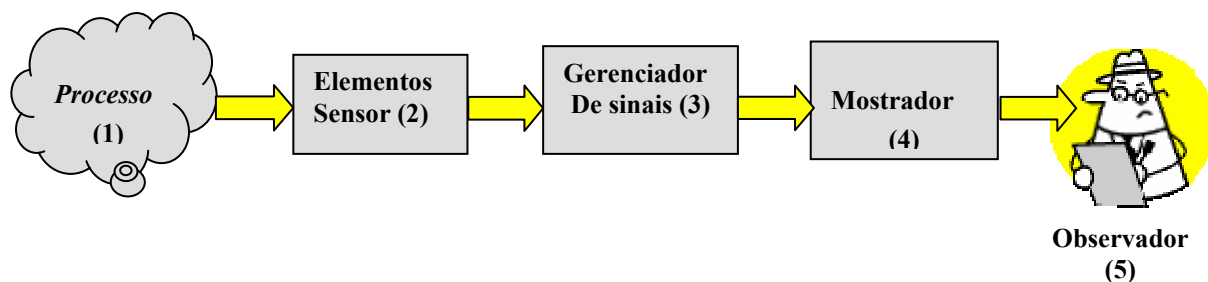 Processo
(1)
Elementos
Sensor (2)
Gerenciador
De sinais (3)
Mostrador
(4)
Observador
(5)